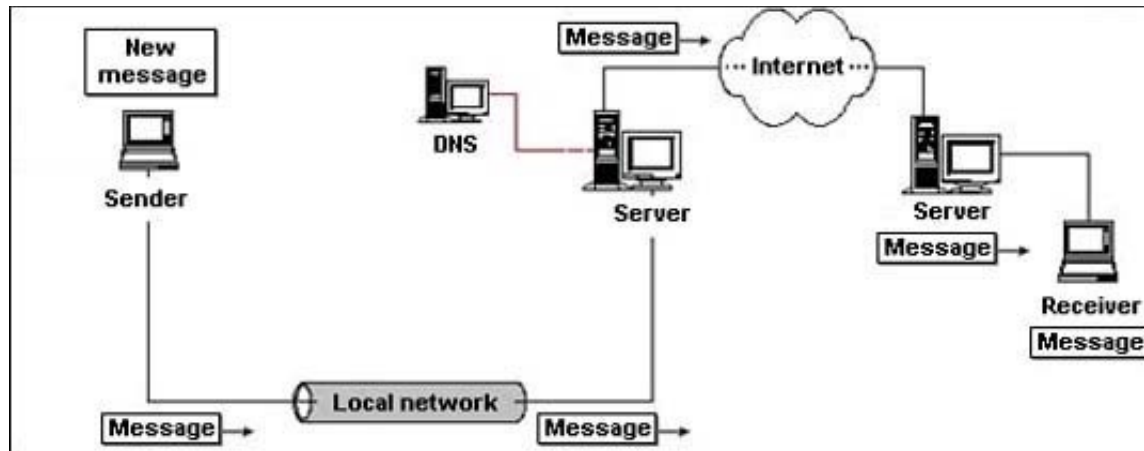 New
message
Sender
DNS
Server
Message
··· Internet ···
Server
Message
Receiver
Message
Local network
Message
Message